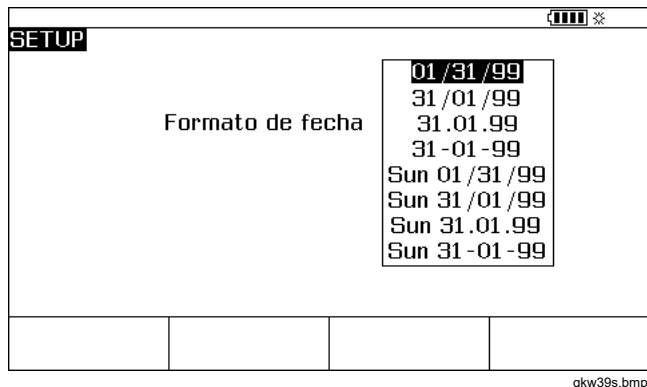 SETUP
Formato de fecha
01/31/99
31/01/99
31.01.99
31-01-99
Sun 01/31/99
Sun 31/01/99
Sun 31.01.99
Sun 31-01-99
gkw39s.bmp